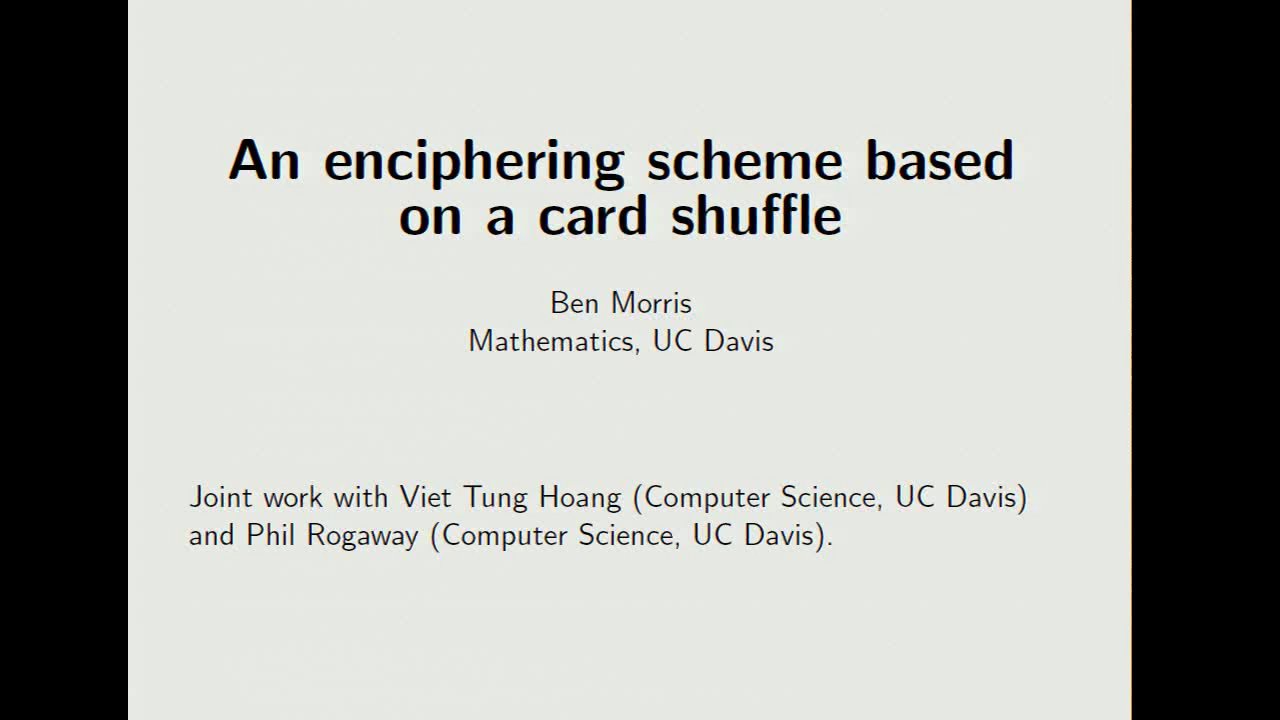 An enciphering scheme based
on a card shuffle
Ben Morris
Mathematics, UC Davis
Joint work with Viet Tung Hoang (Computer Science, UC Davis)
and Phil Rogaway (Computer Science, UC Davis).